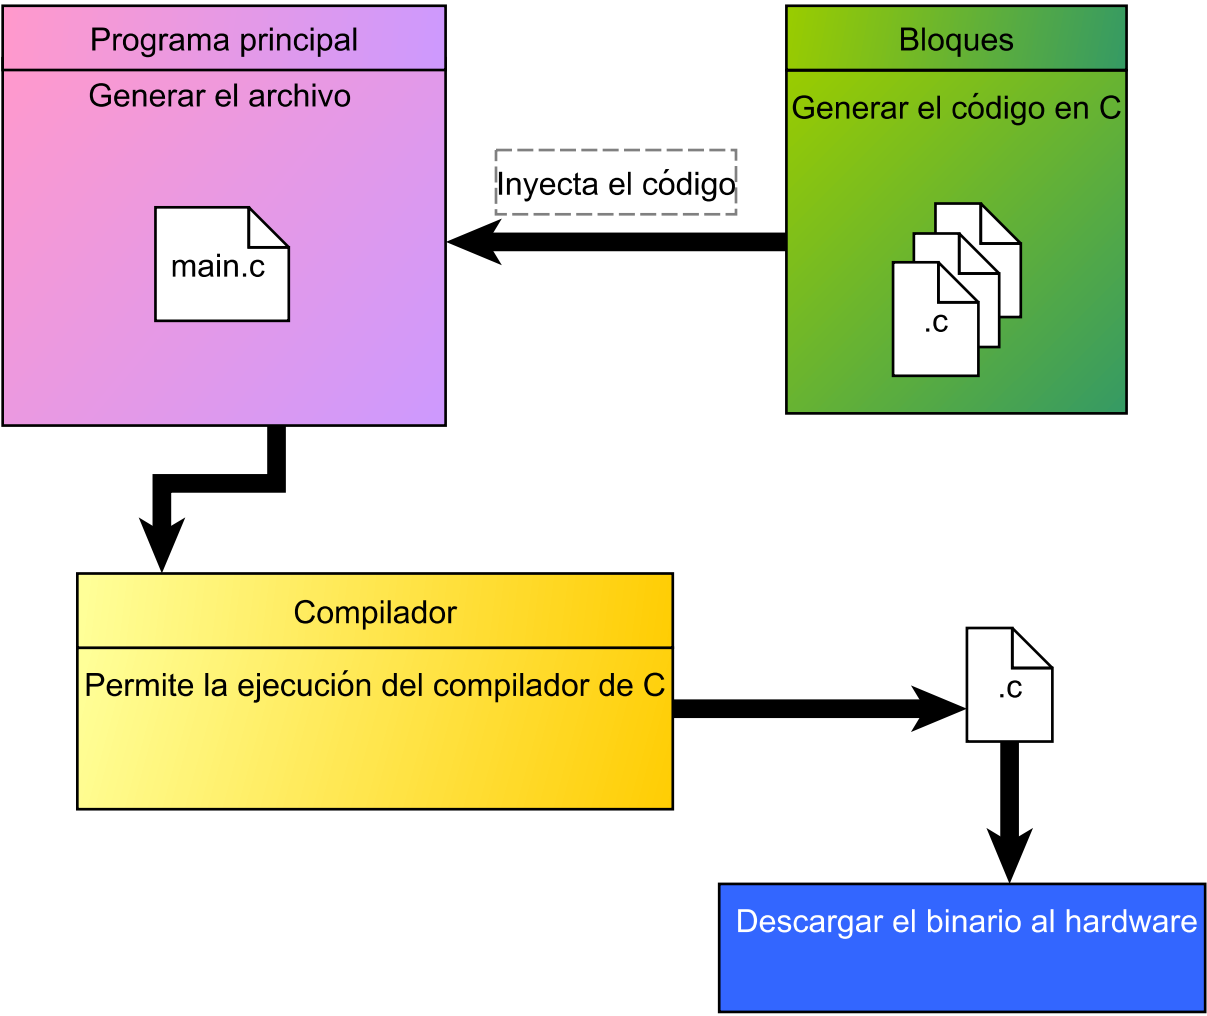 Programa principal
Generar el archivo
main.c
Inyecta el código
Bloques
Generar el código en C
.c
Compilador
Permite la ejecución del compilador de C
.c
Descargar el binario al hardware